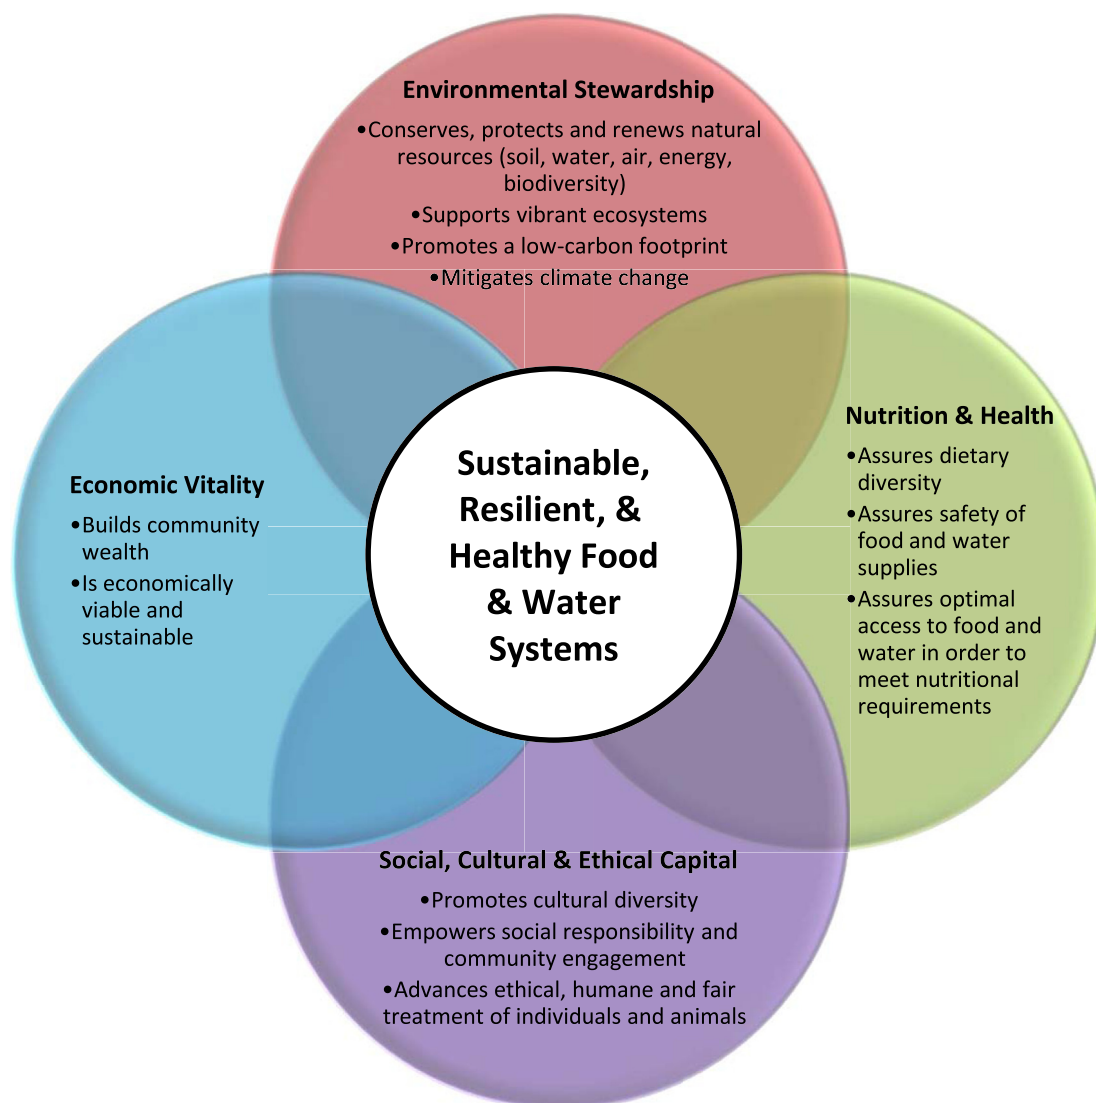 Environmental Stewardship
•Conserves, protects and renews natural
resources (soil, water, air, energy,
biodiversity)
•Supports vibrant ecosystems
•Promotes a low-carbon footprint
•Mitigates climate change
Nutrition & Health
•Assures dietary
diversity
•Assures safety of
food and water
supplies
•Assures optimal
access to food and
water in order to
meet nutritional
requirements
Sustainable,
Resilient, &
Healthy Food
& Water
Systems
Economic Vitality
•Builds community
wealth
•Is economically
viable and
sustainable
Social, Cultural & Ethical Capital
•Promotes cultural diversity
•Empowers social responsibility and
community engagement
•Advances ethical, humane and fair
treatment of individuals and animals